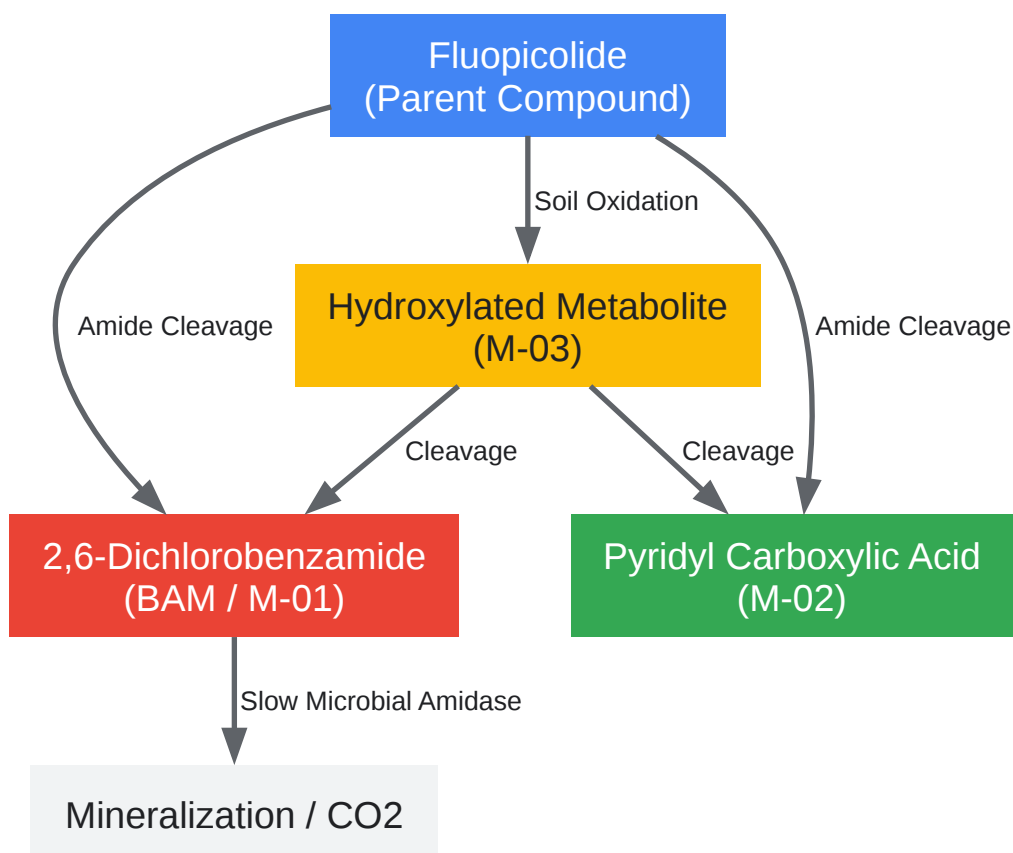 Fluopicolide
(Parent Compound)
Soil Oxidation
Hydroxylated Metabolite
(M-03)
Amide Cleavage
Amide Cleavage
Cleavage
Cleavage
2,6-Dichlorobenzamide
(BAM / M-01)
Pyridyl Carboxylic Acid
(M-02)
Slow Microbial Amidase
Mineralization / CO2